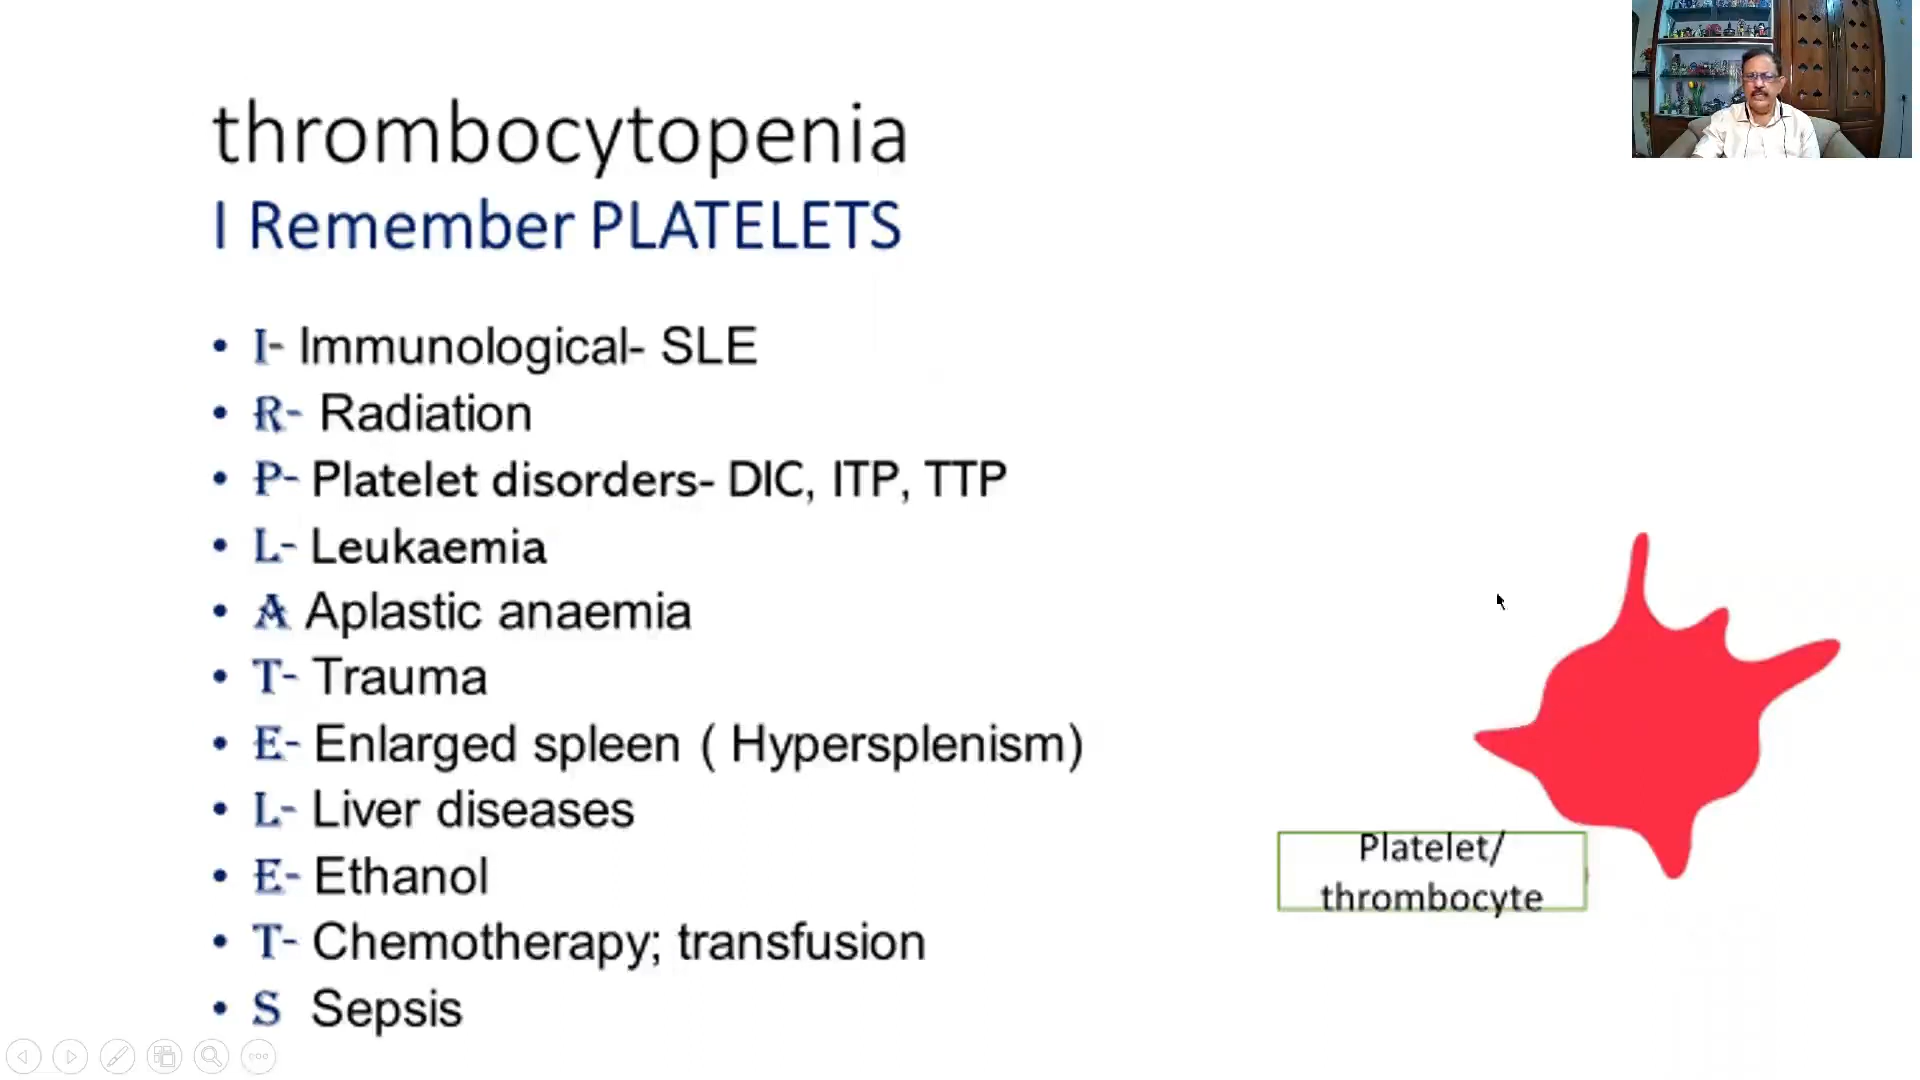 thrombocytopenia
I Remember PLATELETS
• I- Immunological- SLE
• R- Radiation
• P- Platelet disorders- DIC, ITP, TTP
• L- Leukaemia
• A Aplastic anaemia
• T- Trauma
• E- Enlarged spleen ( Hypersplenism)
• L- Liver diseases
• E- Ethanol
• T- Chemotherapy; transfusion
• S Sepsis
Platelet/
thrombocyte